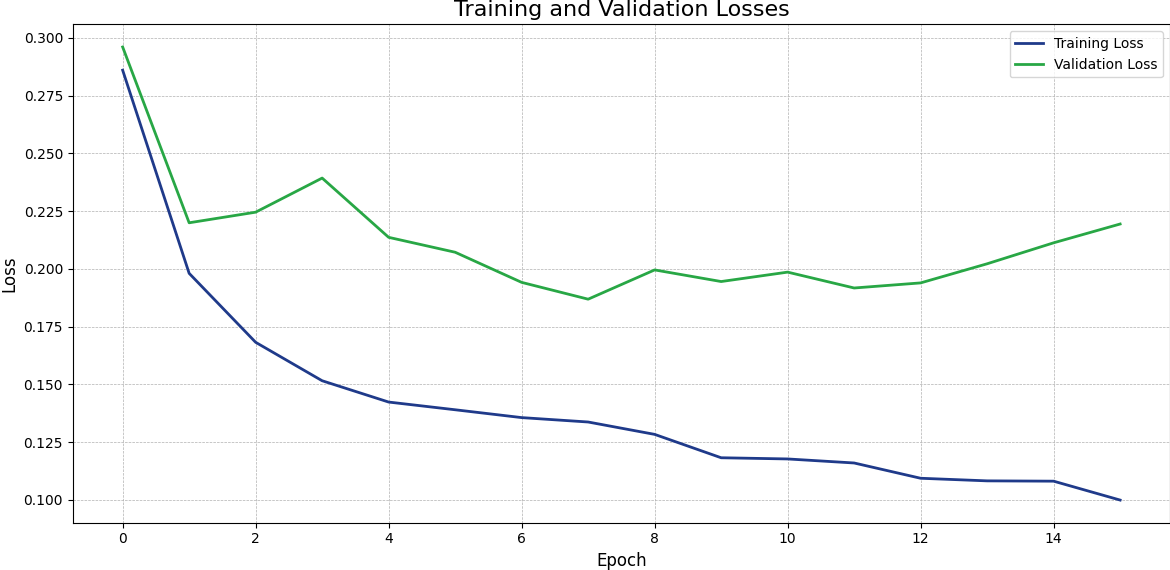 Training and Validation Losses
Training Loss
Validation Loss
0.300
0.275
0.250
0.225
0.200
0.175
0.150
0.125
0.100
Loss
0 2 4 6 8 10 12 14
Epoch